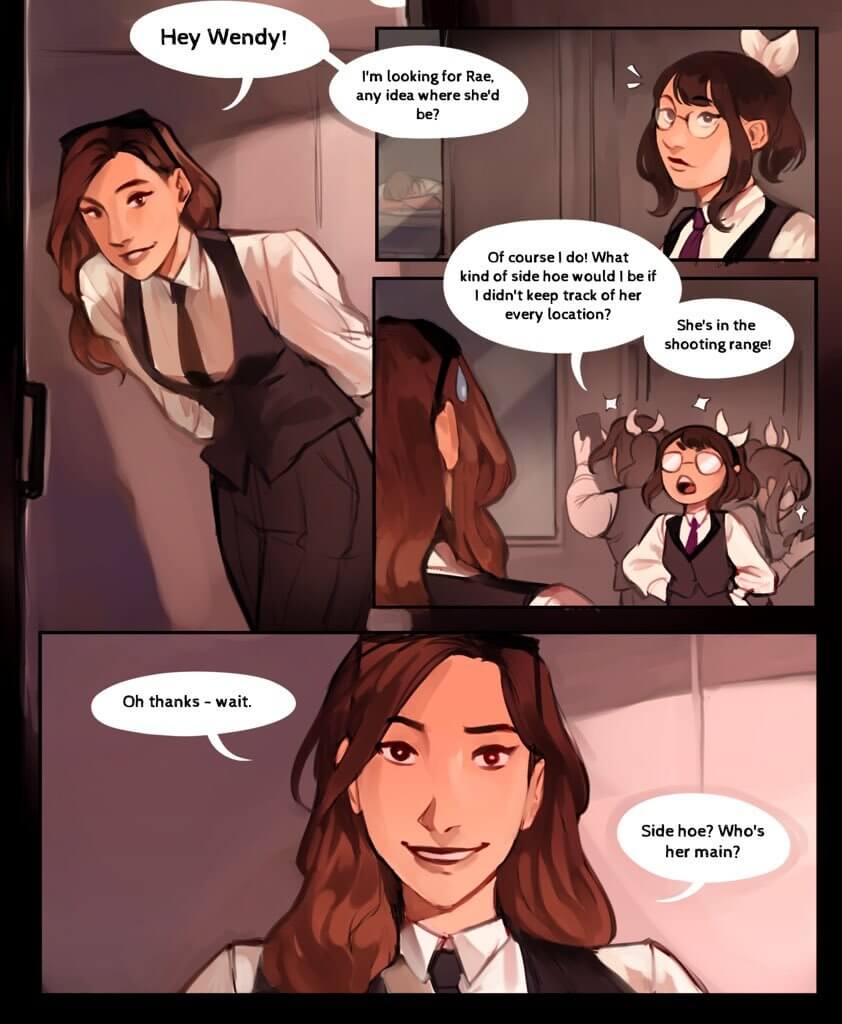 Hey Wendy!
I'm looking for Rae,
any idea where she'd
be?
Of course I do! What
kind of side hoe would I be if
I didn't keep track of her
every location?
She's in the
shooting range!
Oh thanks - wait.
Side hoe? Who's
her main?